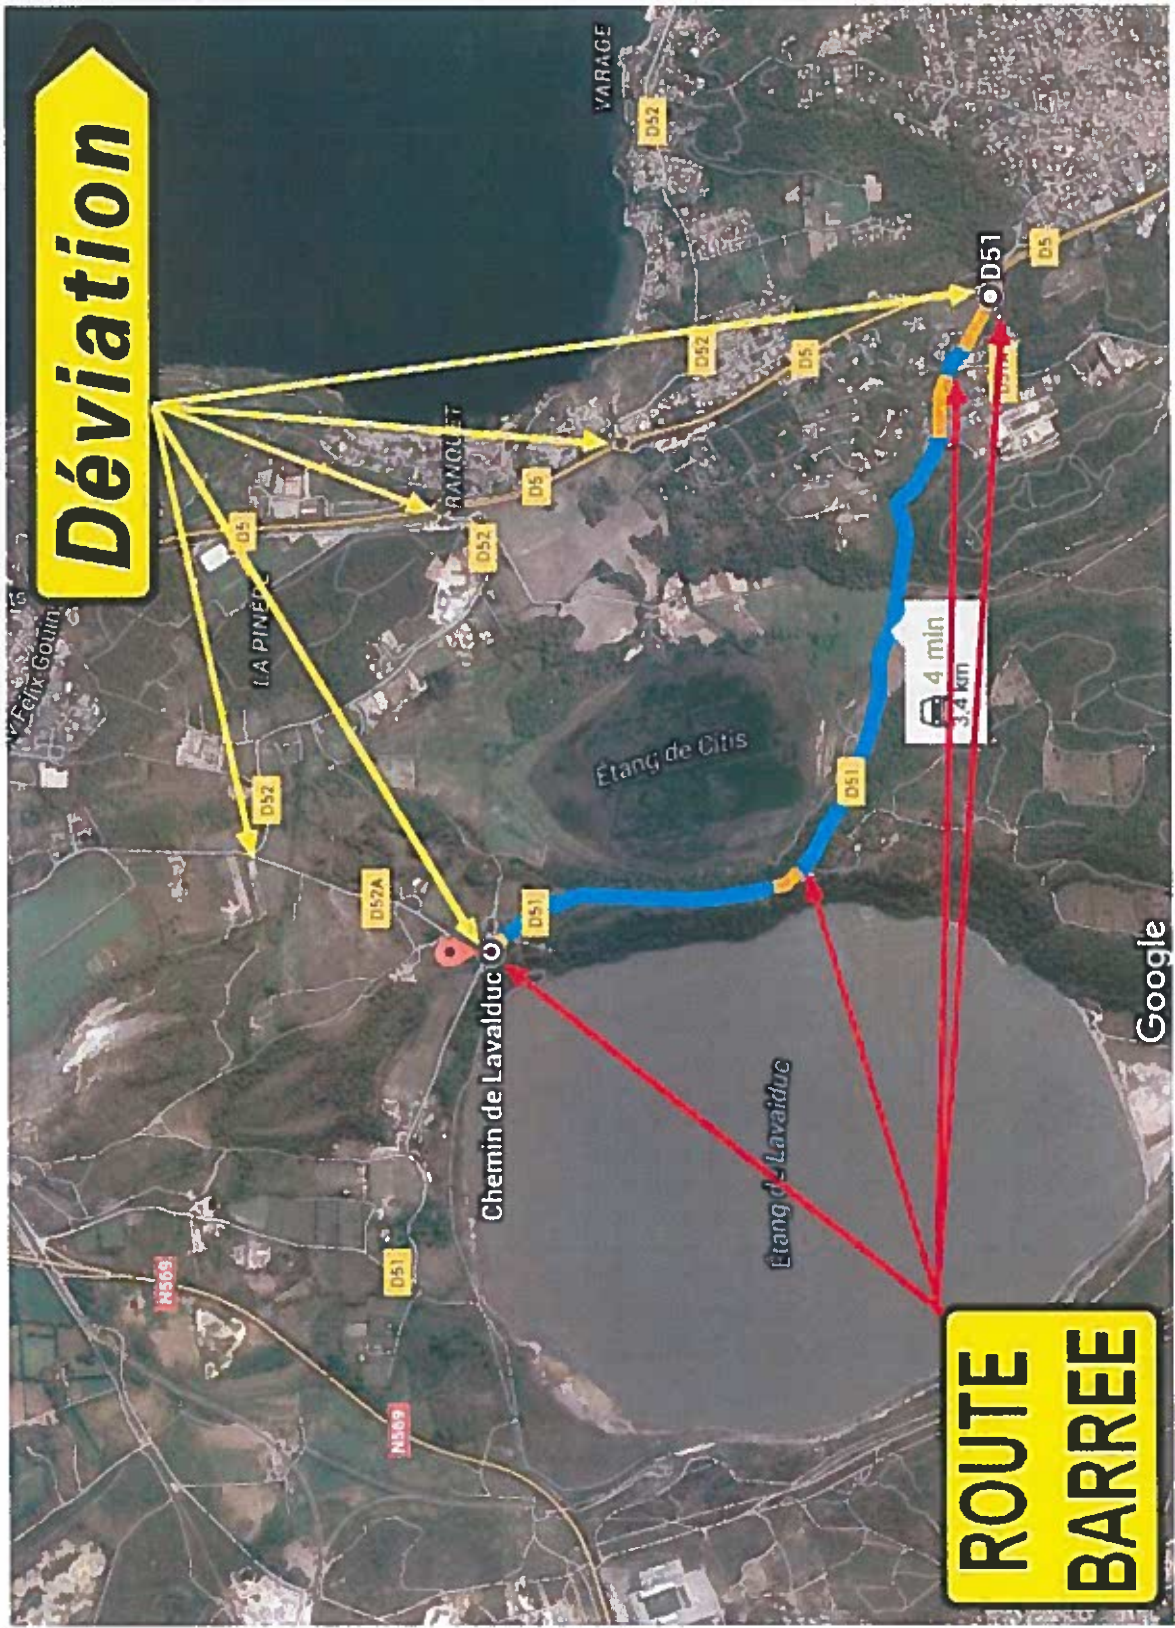 Félix Gouin
Déviation
N569
D5
LA PINÈDE
D52
D52A
N569
D51
RANQUET
D52
Chemin de Lavalduc
D51
D5
VARAGE
D52
Étang de Citis
D52
Étang de Lavalduc
D5
D51
4 min
3,4 km
D51
D5
ROUTE
BARREE
Google